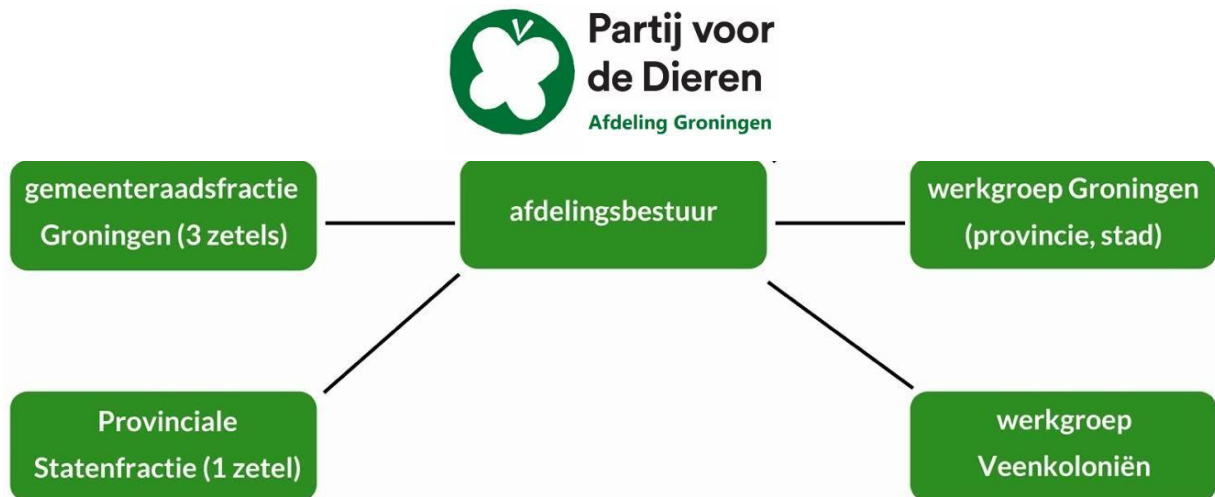 Partij voor
de Dieren
Afdeling Groningen
gemeenteraadsfractie
Groningen (3 zetels)
afdelingsbestuur
werkgroep Groningen
(provincie, stad)
Provinciale
Statenfractie (1 zetel)
werkgroep
Veenkoloniën